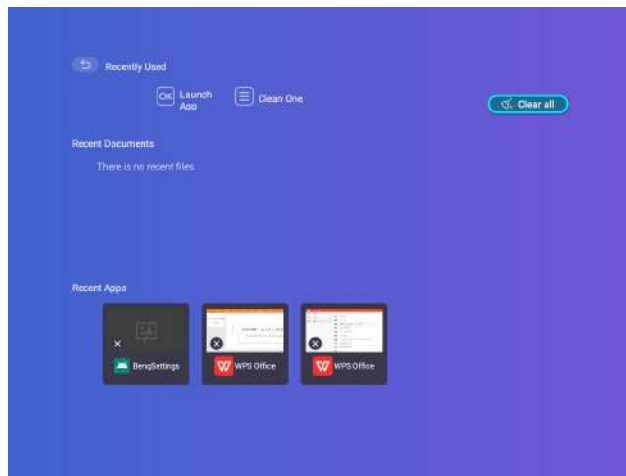 Recently Used
OK Launch App
Clean One
Clear all
Recent Documents
There is no recent files.
Recent Apps
BenqSettings
WPS Office
WPS Office